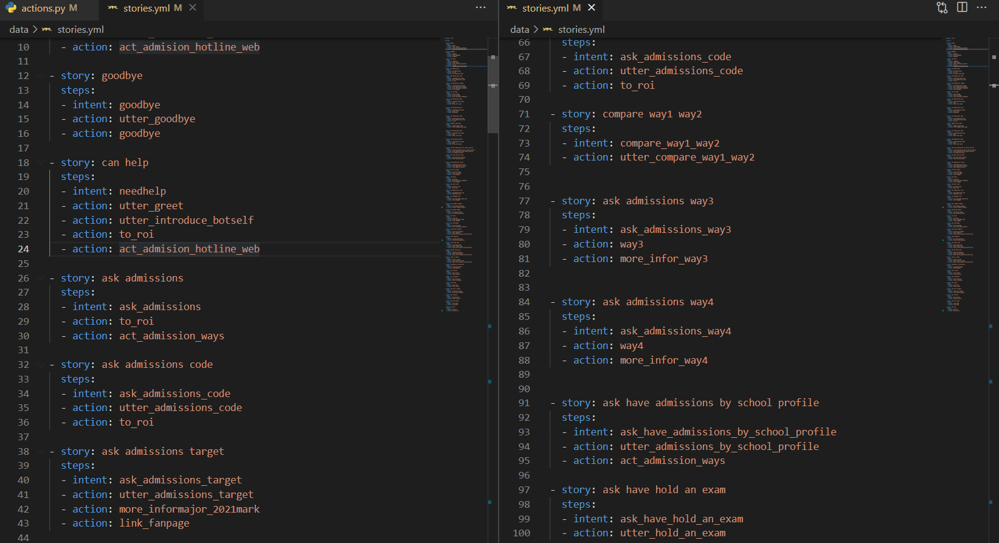 actions.py M
stories.yml M
data > stories.yml
10 - action: act_admision_hotline_web
11
12 - story: goodbye
13 steps:
14 - intent: goodbye
15 - action: utter_goodbye
16 - action: goodbye
17
18 - story: can help
19 steps:
20 - intent: needhelp
21 - action: utter_greet
22 - action: utter_introduce_botself
23 - action: to_roi
24 - action: act_admision_hotline_web
25
26 - story: ask admissions
27 steps:
28 - intent: ask_admissions
29 - action: to_roi
30 - action: act_admission_ways
31
32 - story: ask admissions code
33 steps:
34 - intent: ask_admissions_code
35 - action: utter_admissions_code
36 - action: to_roi
37
38 - story: ask admissions target
39 steps:
40 - intent: ask_admissions_target
41 - action: utter_admissions_target
42 - action: more_informajor_2021mark
43 - action: link_fanpage
44
stories.yml M
data > stories.yml
66 steps:
67 - intent: ask_admissions_code
68 - action: utter_admissions_code
69 - action: to_roi
70
71 - story: compare way1 way2
72 steps:
73 - intent: compare_way1_way2
74 - action: utter_compare_way1_way2
75
76
77 - story: ask admissions way3
78 steps:
79 - intent: ask_admissions_way3
80 - action: way3
81 - action: more_infor_way3
82
83
84 - story: ask admissions way4
85 steps:
86 - intent: ask_admissions_way4
87 - action: way4
88 - action: more_infor_way4
89
90
91 - story: ask have admissions by school profile
92 steps:
93 - intent: ask_have_admissions_by_school_profile
94 - action: utter_admissions_by_school_profile
95 - action: act_admission_ways
96
97 - story: ask have hold an exam
98 steps:
99 - intent: ask_have_hold_an_exam
100 - action: utter_hold_an_exam